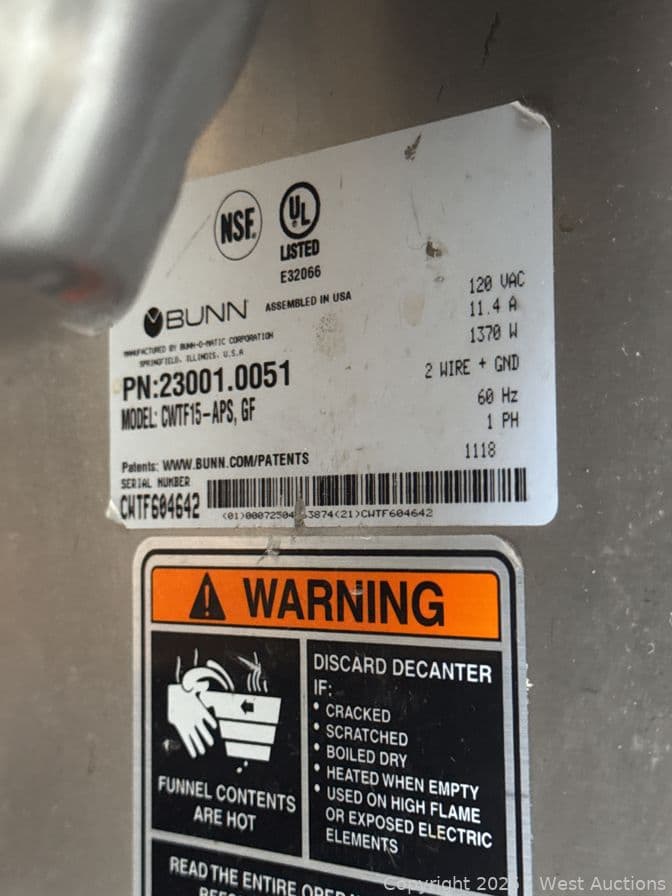 NSF.
UL
LISTED
E32066
BUNN
ASSEMBLED IN USA
MANUFACTURED BY BUNN-O-MATIC CORPORATION
SPRINGFIELD, ILLINOIS, U.S.A
PN:23001.0051
MODEL: CWTF15-APS, GF
120 VAC
11.4 A
1370 W
2 WIRE + GND
60 Hz
1 PH
1118
Patents: WWW.BUNN.COM/PATENTS
SERIAL NUMBER
CWTF604642
WARNING
FUNNEL CONTENTS
ARE HOT
DISCARD DECANTER
IF:
• CRACKED
• SCRATCHED
• BOILED DRY
• HEATED WHEN EMPTY
• USED ON HIGH FLAME
OR EXPOSED ELECTRIC
ELEMENTS
READ THE ENTIRE
West Auctions